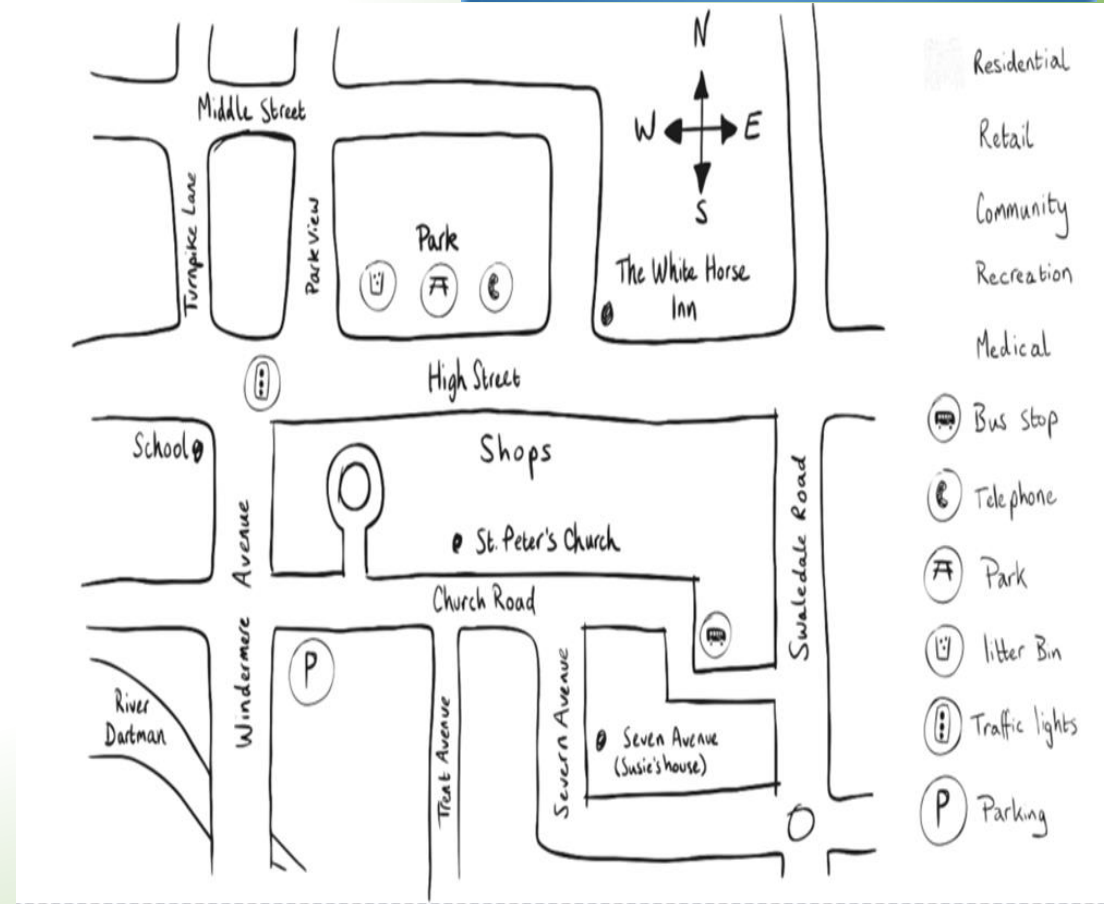 N
W E
S
Middle Street
Turnpike Lane
Park View
Park
The White Horse
Inn
High Street
School
Shops
St. Peter's Church
Windermere Avenue
Church Road
Swaledale Road
P
River
Dartman
Trent Avenue
Severn Avenue
Seven Avenue
(Susie's house)
Residential
Retail
Community
Recreation
Medical
Bus stop
Telephone
Park
litter Bin
Traffic lights
P Parking